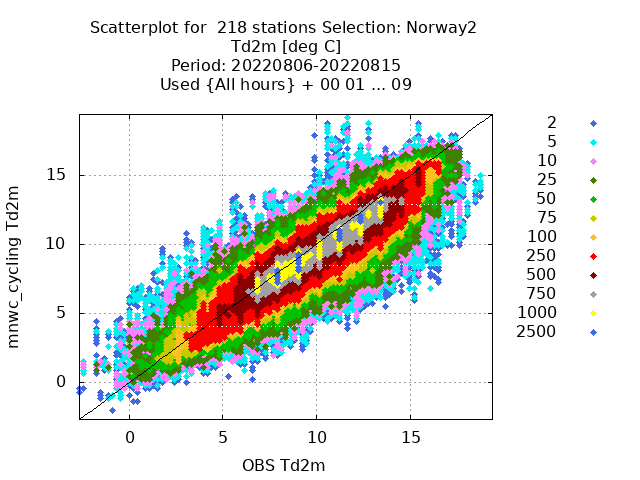 Scatterplot for  218 stations Selection: Norway2
Td2m [deg C]
Period: 20220806-20220815
Used {All hours} + 00 01 ... 09
2
5
10
25
50
75
100
250
500
750
1000
2500
15
10
5
0
mnwc_cycling Td2m
0 5 10 15
OBS Td2m